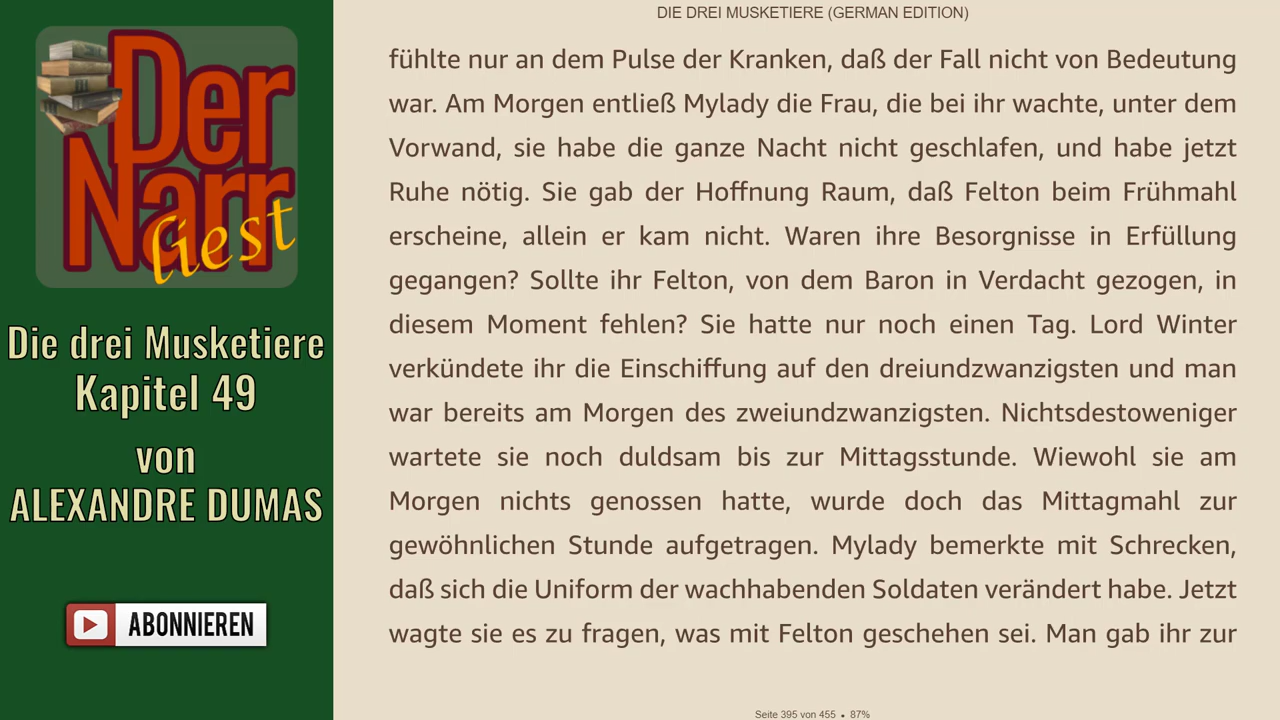 Der
Narr
liest
Die drei Musketiere
Kapitel 49
von
ALEXANDRE DUMAS
ABONNIEREN
DIE DREI MUSKETIERE (GERMAN EDITION)
fühlte nur an dem Pulse der Kranken, daß der Fall nicht von Bedeutung
war. Am Morgen entließ Mylady die Frau, die bei ihr wachte, unter dem
Vorwand, sie habe die ganze Nacht nicht geschlafen, und habe jetzt
Ruhe nötig. Sie gab der Hoffnung Raum, daß Felton beim Frühmahl
erscheine, allein er kam nicht. Waren ihre Besorgnisse in Erfüllung
gegangen? Sollte ihr Felton, von dem Baron in Verdacht gezogen, in
diesem Moment fehlen? Sie hatte nur noch einen Tag. Lord Winter
verkündete ihr die Einschiffung auf den dreiundzwanzigsten und man
war bereits am Morgen des zweiundzwanzigsten. Nichtsdestoweniger
wartete sie noch duldsam bis zur Mittagsstunde. Wiewohl sie am
Morgen nichts genossen hatte, wurde doch das Mittagmahl zur
gewöhnlichen Stunde aufgetragen. Mylady bemerkte mit Schrecken,
daß sich die Uniform der wachhabenden Soldaten verändert habe. Jetzt
wagte sie es zu fragen, was mit Felton geschehen sei. Man gab ihr zur
Seite 395 von 455 • 87%